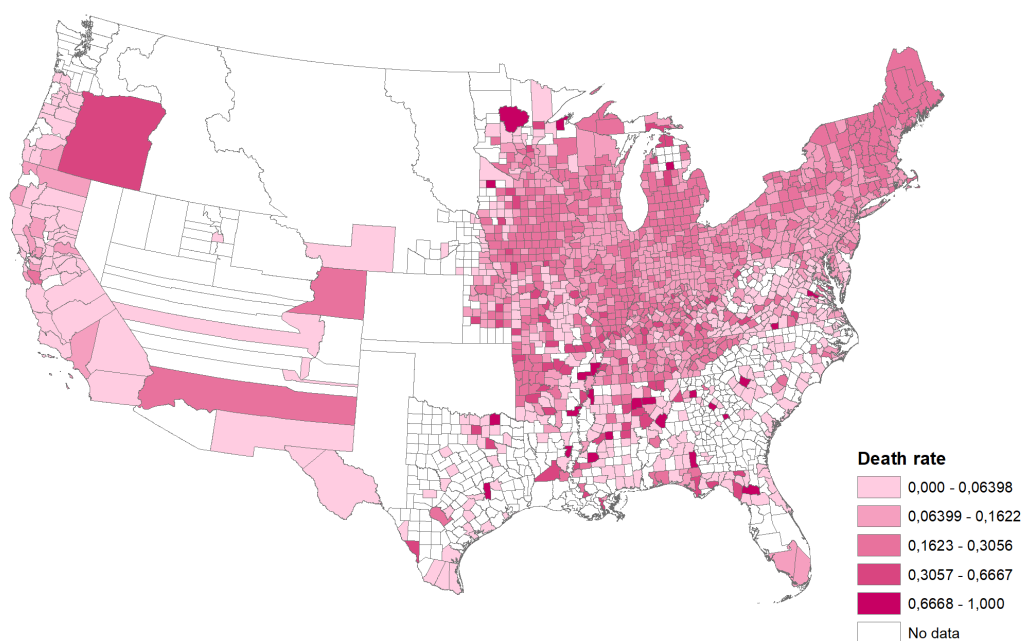 Death rate
0,000 - 0,06398
0,06399 - 0,1622
0,1623 - 0,3056
0,3057 - 0,6667
0,6668 - 1,000
No data